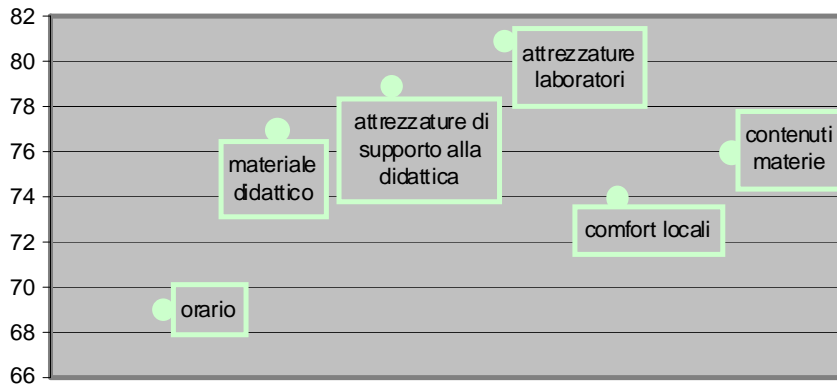 82
80
78
76
74
72
70
68
66
orario
materiale
didattico
attrezzature di
supporto alla
didattica
attrezzature
laboratori
comfort locali
contenuti
materie